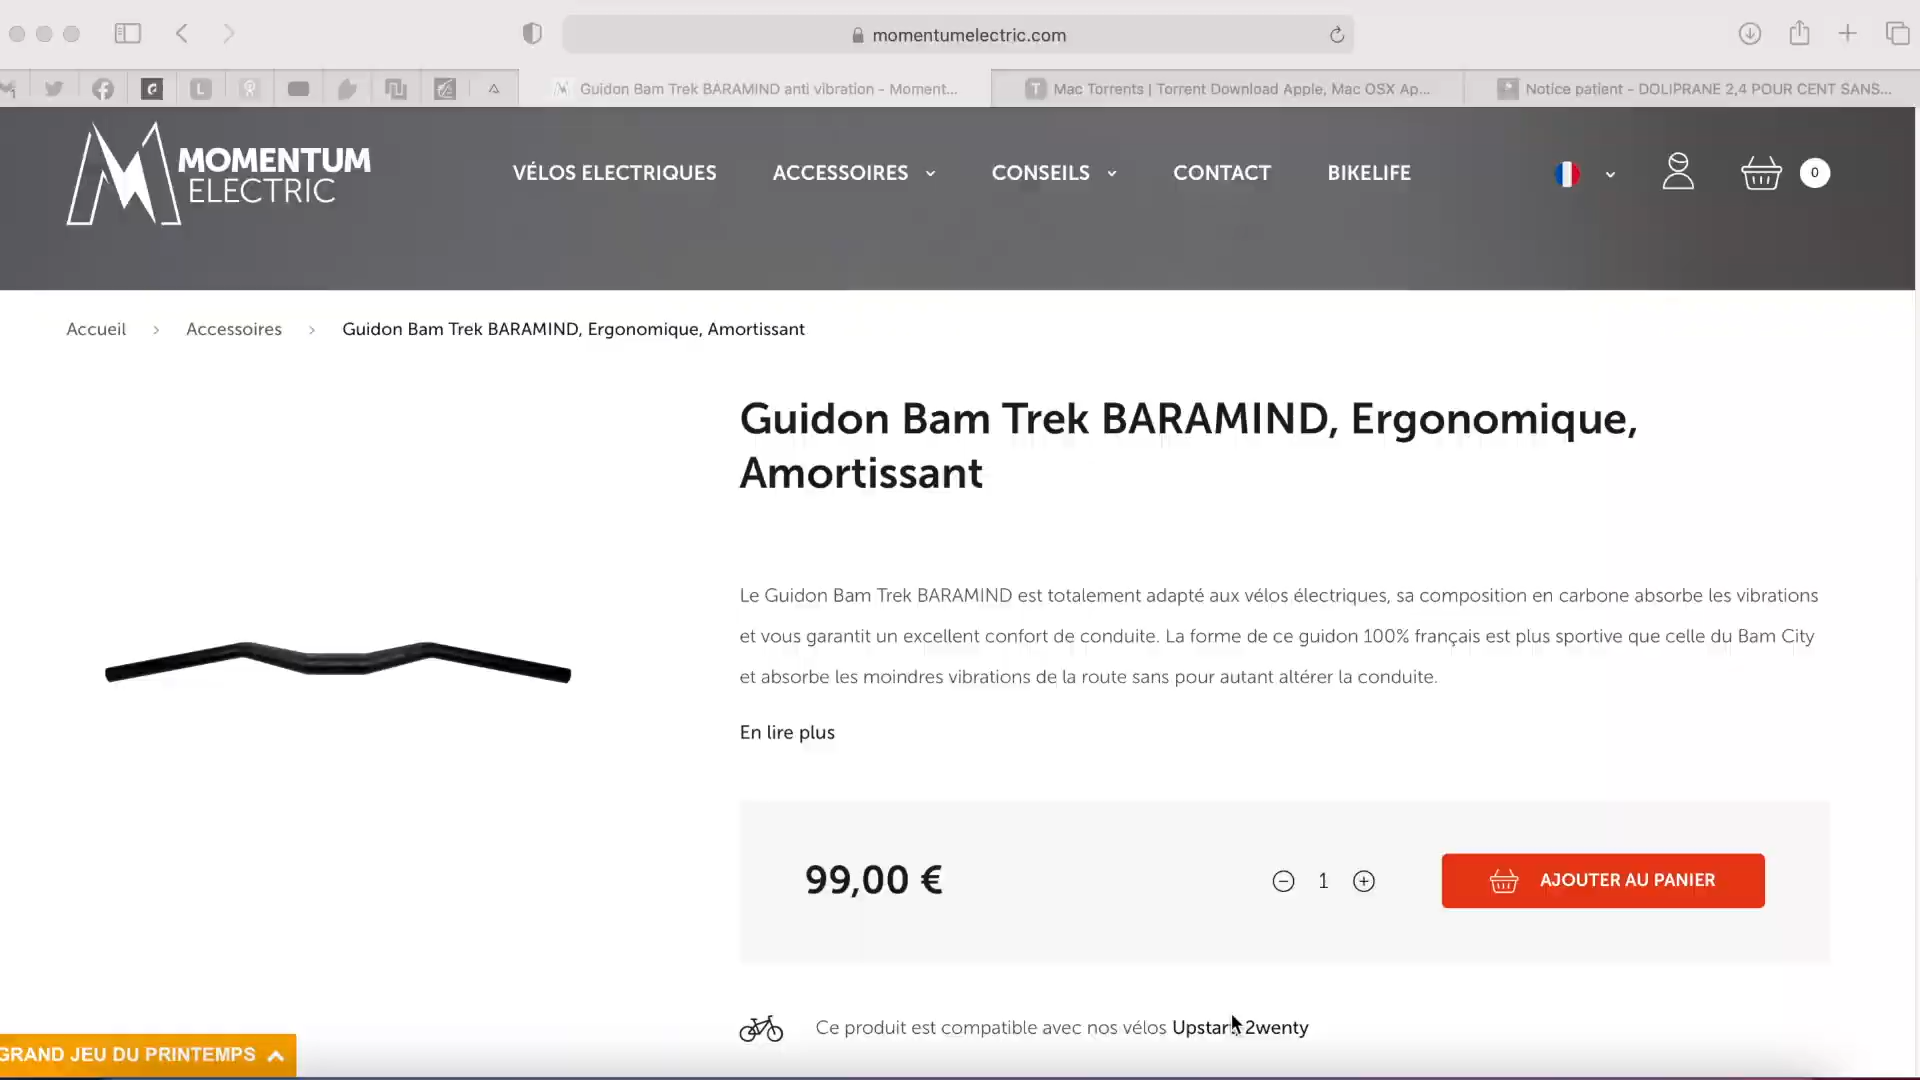 momentumelectric.com
Guidon Bam Trek BARAMIND anti vibration - Moment...
Mac Torrents | Torrent Download Apple, Mac OSX Ap...
Notice patient - DOLIPRANE 2,4 POUR CENT SANS...
MOMENTUM
ELECTRIC
VÉLOS ELECTRIQUES
ACCESSOIRES
CONSEILS
CONTACT
BIKELIFE
0
Accueil > Accessoires > Guidon Bam Trek BARAMIND, Ergonomique, Amortissant
Guidon Bam Trek BARAMIND, Ergonomique,
Amortissant
Le Guidon Bam Trek BARAMIND est totalement adapté aux vélos électriques, sa composition en carbone absorbe les vibrations
et vous garantit un excellent confort de conduite. La forme de ce guidon 100% français est plus sportive que celle du Bam City
et absorbe les moindres vibrations de la route sans pour autant altérer la conduite.
En lire plus
99,00 €
1
AJOUTER AU PANIER
Ce produit est compatible avec nos vélos Upstart 2wenty
GRAND JEU DU PRINTEMPS